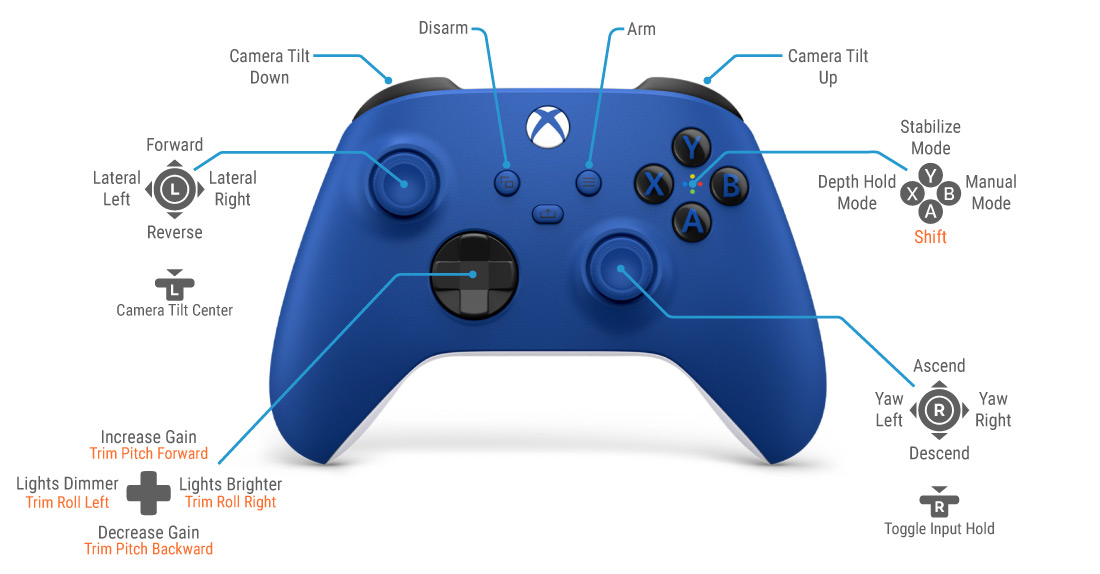 Disarm
Arm
Camera Tilt
Down
Camera Tilt
Up
Forward
Lateral
Left
L
Lateral
Right
Reverse
L
Camera Tilt Center
Y
X
B
A
Stabilize
Mode
Depth Hold
Mode
Y
X
B
A
Manual
Mode
Shift
Ascend
Yaw
Left
R
Yaw
Right
Descend
R
Toggle Input Hold
Increase Gain
Trim Pitch Forward
Lights Dimmer
Trim Roll Left
Lights Brighter
Trim Roll Right
Decrease Gain
Trim Pitch Backward